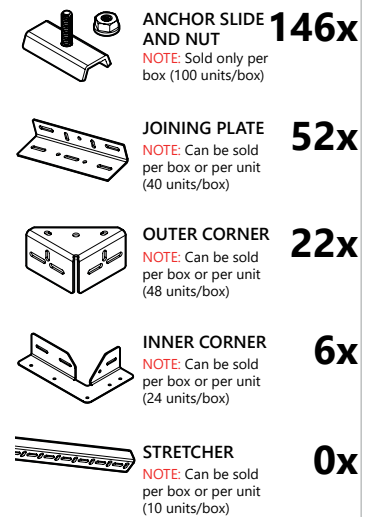 ANCHOR SLIDE 146x
AND NUT
NOTE: Sold only per
box (100 units/box)
JOINING PLATE 52x
NOTE: Can be sold
per box or per unit
(40 units/box)
OUTER CORNER 22x
NOTE: Can be sold
per box or per unit
(48 units/box)
INNER CORNER 6x
NOTE: Can be sold
per box or per unit
(24 units/box)
STRETCHER 0x
NOTE: Can be sold
per box or per unit
(10 units/box)